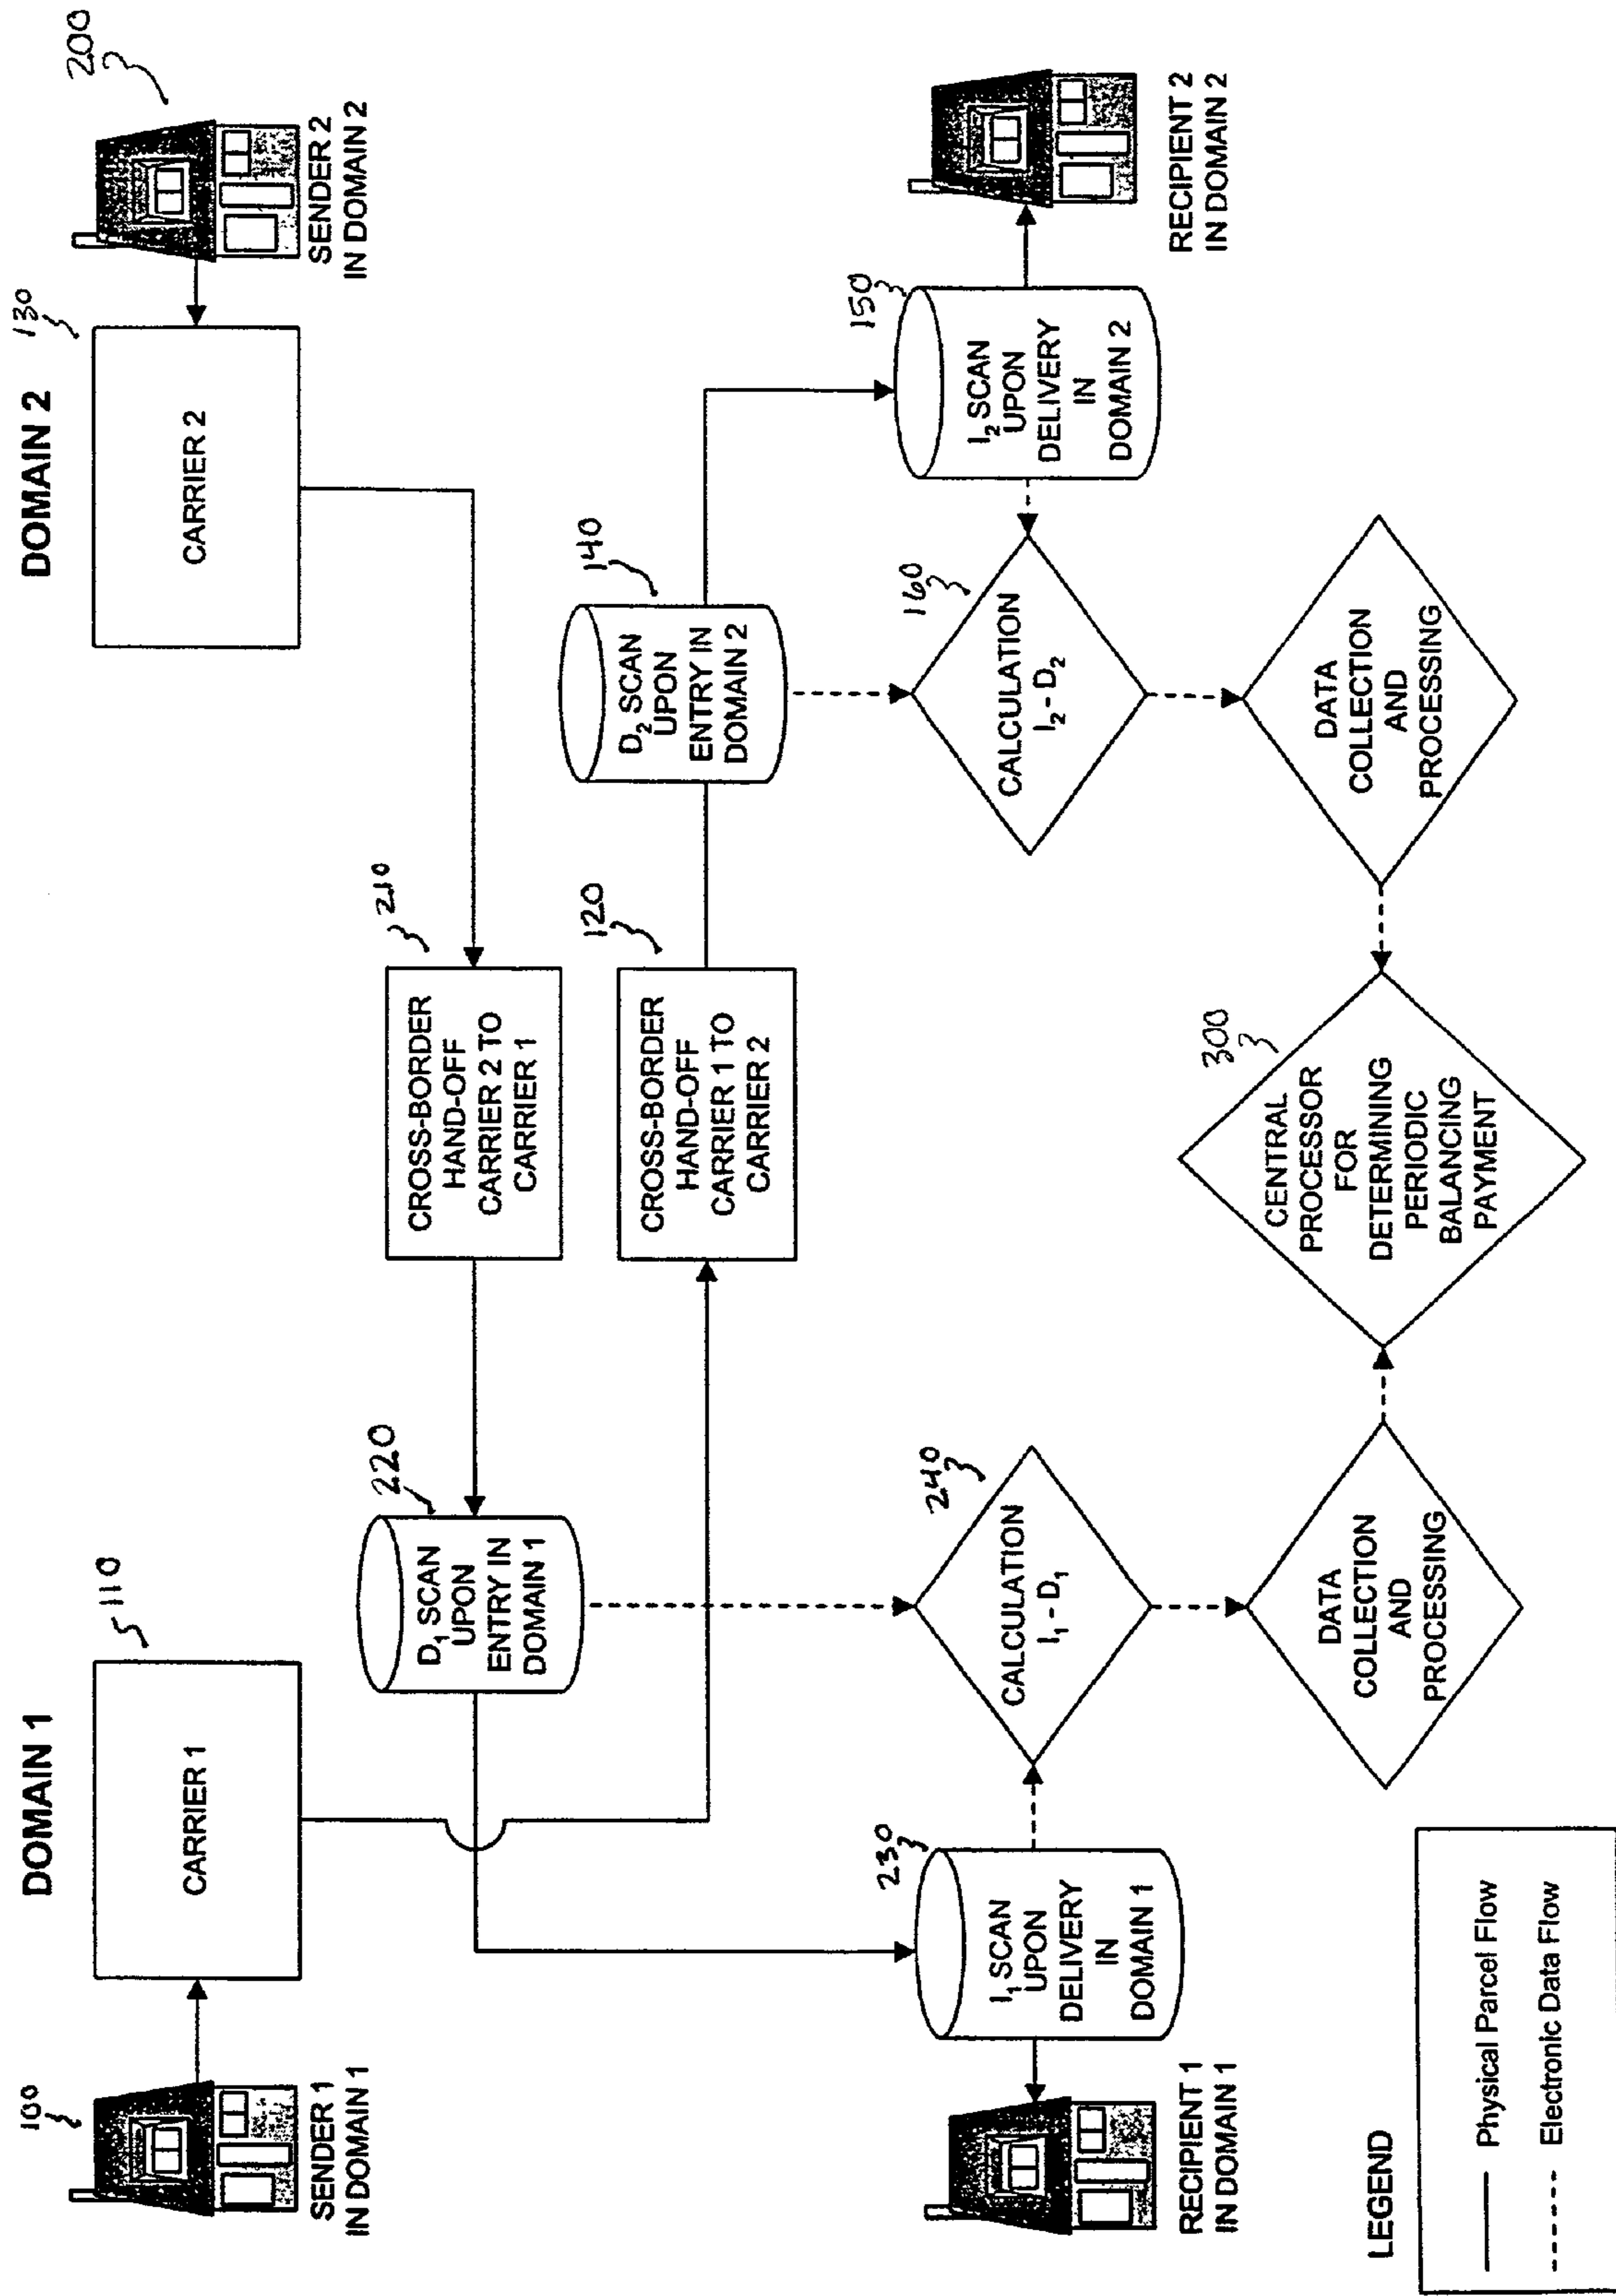 DOMAIN 1
DOMAIN 2
100
SENDER 1
IN DOMAIN 1
110
CARRIER 1
130
CARRIER 2
200
SENDER 2
IN DOMAIN 2
220
D₁ SCAN
UPON
ENTRY IN
DOMAIN 1
210
CROSS-BORDER
HAND-OFF
CARRIER 2 TO
CARRIER 1
120
CROSS-BORDER
HAND-OFF
CARRIER 1 TO
CARRIER 2
140
D₂ SCAN
UPON
ENTRY IN
DOMAIN 2
RECIPIENT 1
IN DOMAIN 1
230
I₁ SCAN
UPON
DELIVERY
IN
DOMAIN 1
240
CALCULATION
I₁ - D₁
160
CALCULATION
I₂ - D₂
150
I₂ SCAN
UPON
DELIVERY
IN
DOMAIN 2
RECIPIENT 2
IN DOMAIN 2
DATA
COLLECTION
AND
PROCESSING
300
CENTRAL
PROCESSOR
FOR
DETERMINING
PERIODIC
BALANCING
PAYMENT
DATA
COLLECTION
AND
PROCESSING
LEGEND
Physical Parcel Flow
Electronic Data Flow